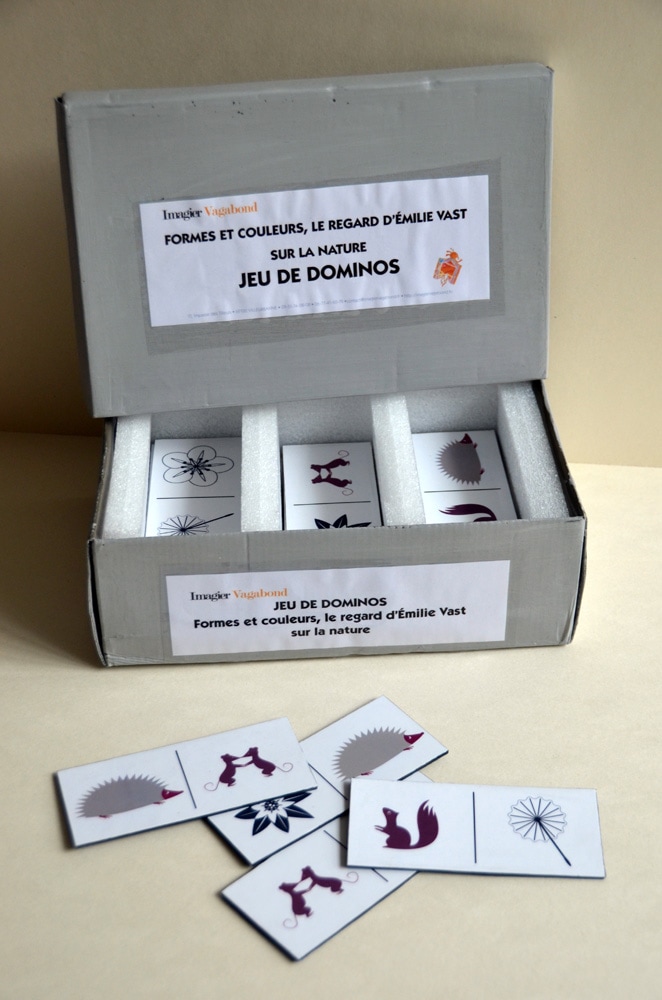 Imagier Vagabond
FORMES ET COULEURS, LE REGARD D'ÉMILIE VAST
SUR LA NATURE
JEU DE DOMINOS
Imagier Vagabond
JEU DE DOMINOS
Formes et couleurs, le regard d'Émilie Vast
sur la nature